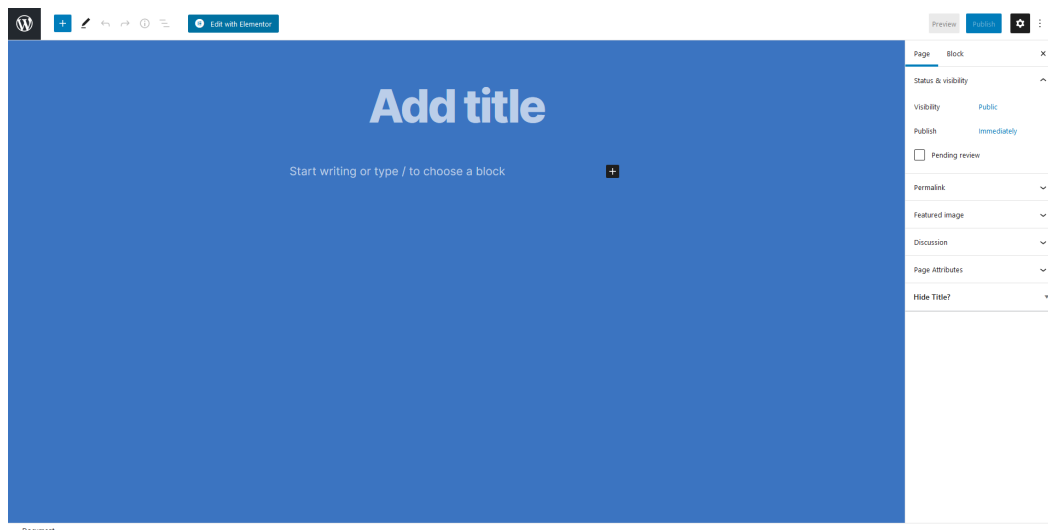 Edit with Elementor
Preview
Publish
Page
Block
Status & visibility
Visibility
Public
Publish
Immediately
Pending review
Permalink
Featured image
Discussion
Page Attributes
Hide Title?
Add title
Start writing or type / to choose a block
Document